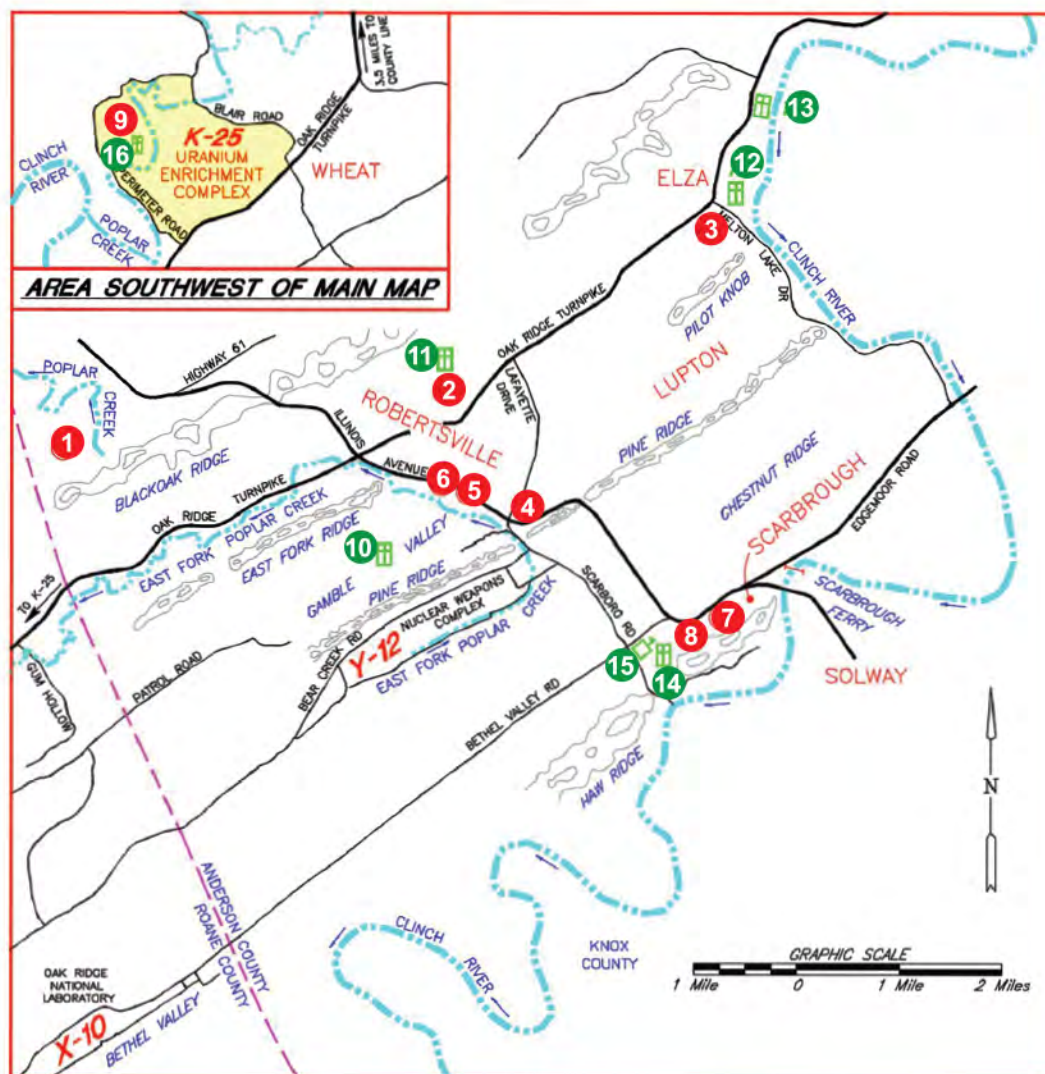 3.5 MILES TO
COUNTY LINE
BLAIR ROAD
OAK RIDGE
TURNPIKE
9
K-25
URANIUM
ENRICHMENT
COMPLEX
16
WHEAT
CLINCH
RIVER
PERIMETER ROAD
POPLAR
CREEK
AREA SOUTHWEST OF MAIN MAP
13
12
ELZA
3
MELTON
LAKE
DR
CLINCH RIVER
PILOT KNOB
OAK RIDGE TURNPIKE
LUPTON
HIGHWAY 61
POPLAR
CREEK
11
2
LAFAYETTE
DRIVE
ROBERTSVILLE
1
ILLINOIS
AVENUE
BLACKOAK RIDGE
PINE RIDGE
CHESTNUT RIDGE
6
5
4
OAK RIDGE
TURNPIKE
EAST FORK POPLAR CREEK
EAST FORK RIDGE
10
GAMBLE
VALLEY
PINE RIDGE
SCARBROUGH
EDGEMOOR ROAD
TO K-25
NUCLEAR WEAPONS
COMPLEX
Y-12
BEAR CREEK RD
EAST FORK POPLAR CREEK
SCARBORO RD
SCARBROUGH
FERRY
7
8
15
14
SOLWAY
GUM HOLLOW
PATROL ROAD
BETHEL VALLEY RD
HAW RIDGE
N
ANDERSON COUNTY
ROANE COUNTY
CLINCH
RIVER
KNOX
COUNTY
GRAPHIC SCALE
1 Mile
0
1 Mile
2 Miles
OAK RIDGE
NATIONAL
LABORATORY
X-10
BETHEL VALLEY